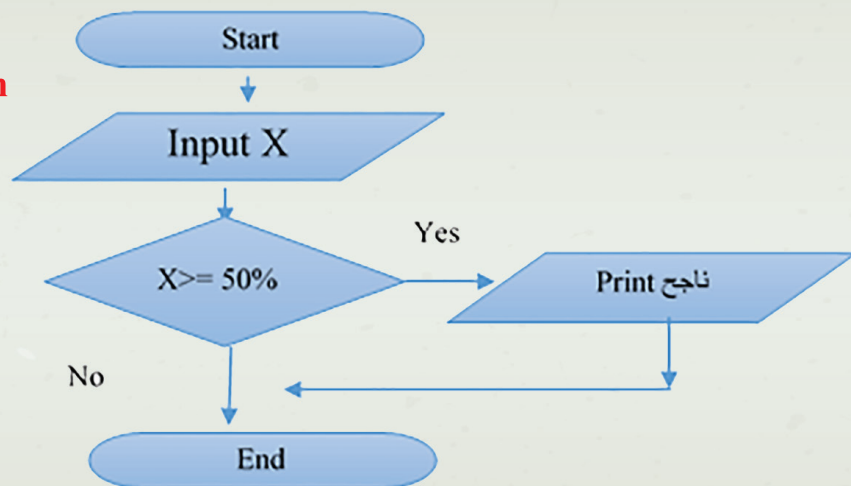 Start
Input X
Yes
X>= 50%
Print ناجح
No
End